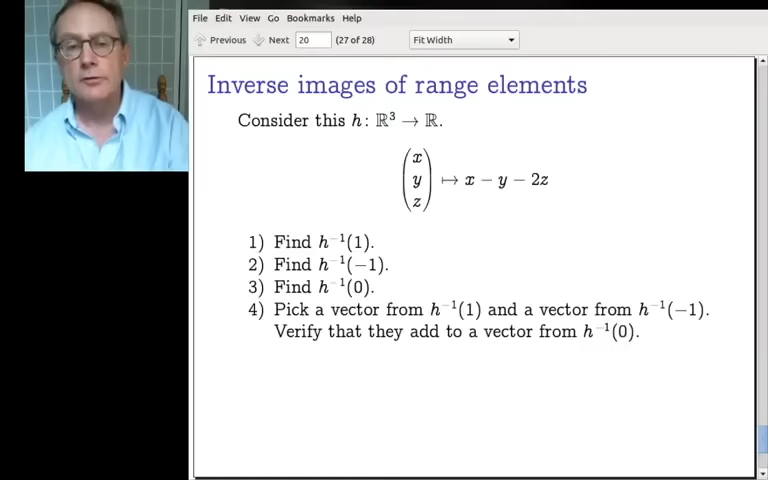 File Edit View Go Bookmarks Help
Previous Next 20 (27 of 28) Fit Width
Inverse images of range elements
Consider this h: ℝ³ → ℝ.
(x y z) ↦ x − y − 2z
1) Find h⁻¹(1).
2) Find h⁻¹(−1).
3) Find h⁻¹(0).
4) Pick a vector from h⁻¹(1) and a vector from h⁻¹(−1).
Verify that they add to a vector from h⁻¹(0).